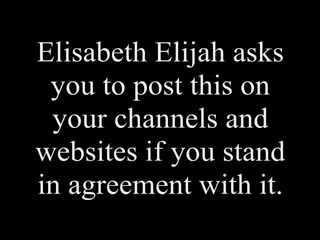 Elisabeth Elijah asks
you to post this on
your channels and
websites if you stand
in agreement with it.